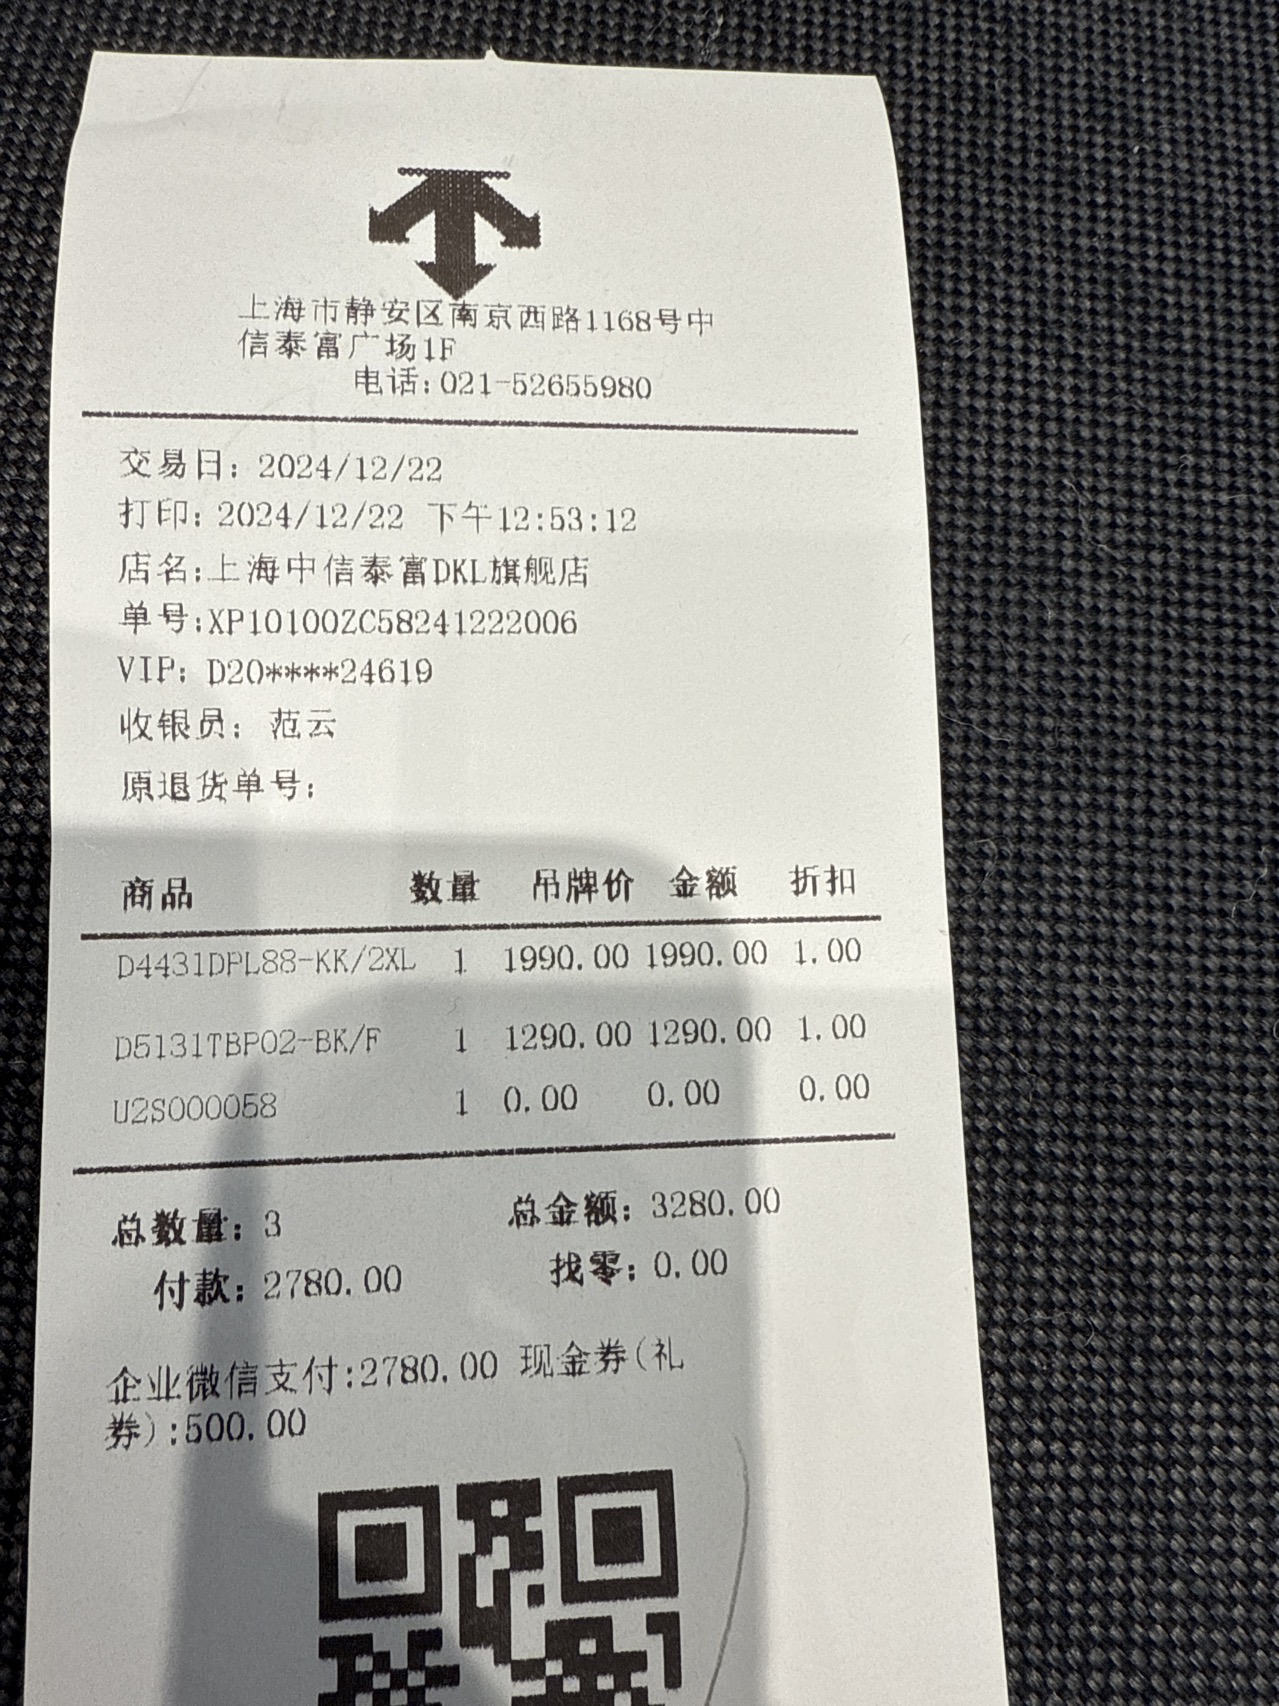 上海市静安区南京西路1168号中
信泰富广场1F
电话:021-52655980
交易日: 2024/12/22
打印: 2024/12/22 下午12:53:12
店名:上海中信泰富DKL旗舰店
单号:XP10100ZC58241222006
VIP: D20****24619
收银员: 范云
原退货单号:
商品 数量 吊牌价 金额 折扣
D4431DPL88-KK/2XL 1 1990.00 1990.00 1.00
D5131TBP02-BK/F 1 1290.00 1290.00 1.00
U2S000058 1 0.00 0.00 0.00
总数量: 3 总金额: 3280.00
付款: 2780.00 找零: 0.00
企业微信支付:2780.00 现金券(礼
券):500.00